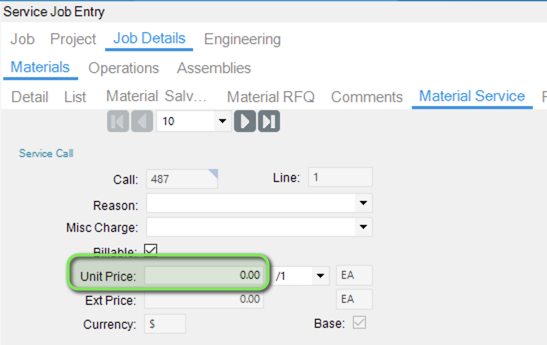 Service Job Entry
Job Project Job Details Engineering
Materials Operations Assemblies
Detail List Material Salv... Material RFQ Comments Material Service F
10
Service Call
Call: 487 Line: 1
Reason:
Misc Charge:
Billable:
Unit Price: 0.00 /1 EA
Ext Price: 0.00 EA
Currency: $ Base: